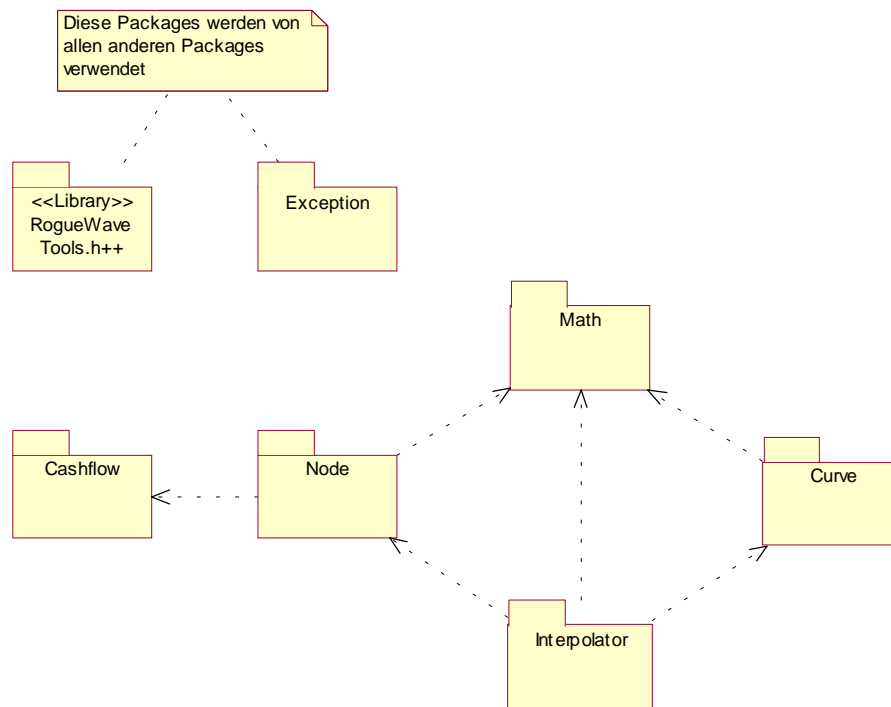 Diese Packages werden von
allen anderen Packages
verwendet
<<Library>>
RogueWave
Tools.h++
Exception
Math
Cashflow
Node
Curve
Interpolator